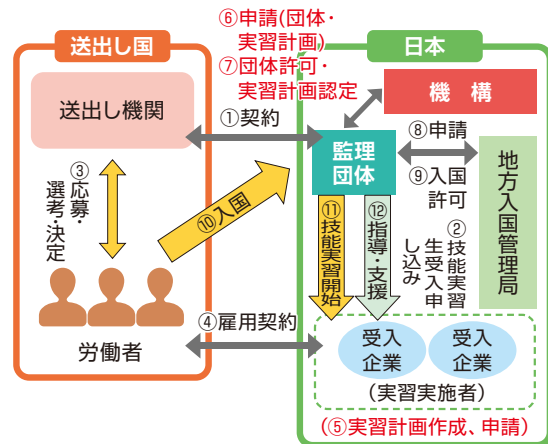 ⑥申請(団体・
実習計画)
⑦団体許可・
実習計画認定
送出し国
日本
送出し機関
機　構
①契約
監理
団体
⑧申請
⑨入国
許可
地方入国管理局
③応募・
選考・決定
⑩入国
⑪技能実習開始
⑫指導・支援
②技能実習
生受入申
し込み
労働者
④雇用契約
受入
企業
受入
企業
(実習実施者)
(⑤実習計画作成、申請)